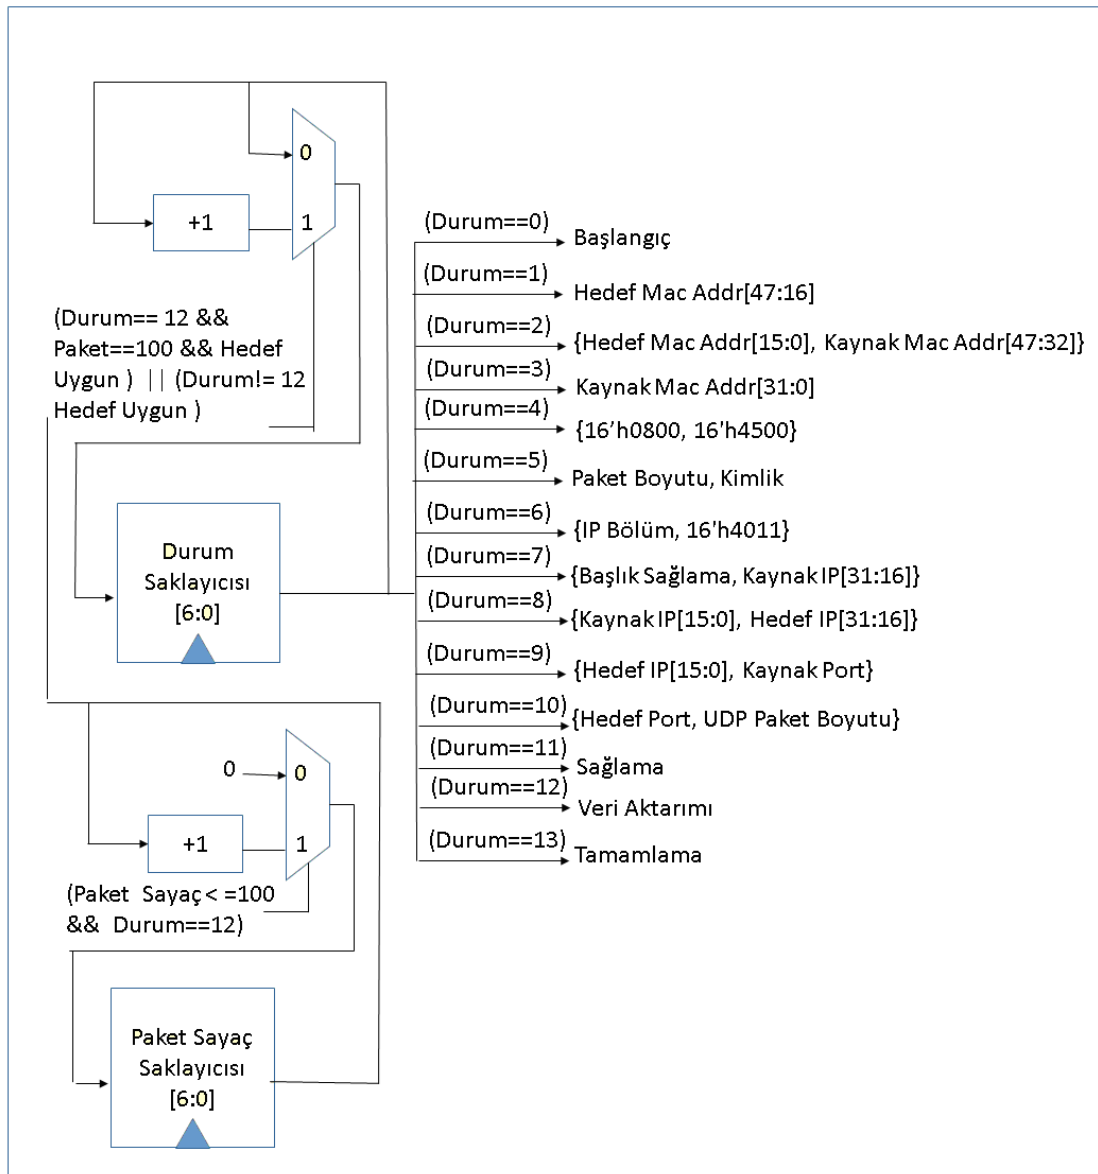 0
+1
1
(Durum== 12 &&
Paket==100 && Hedef
Uygun ) || (Durum!= 12
Hedef Uygun )
Durum
Saklayıcısı
[6:0]
0
0
+1
1
(Paket Sayaç < =100
&& Durum==12)
Paket Sayaç
Saklayıcısı
[6:0]
(Durum==0)
Başlangıç
(Durum==1)
Hedef Mac Addr[47:16]
(Durum==2)
{Hedef Mac Addr[15:0], Kaynak Mac Addr[47:32]}
(Durum==3)
Kaynak Mac Addr[31:0]
(Durum==4)
{16’h0800, 16'h4500}
(Durum==5)
Paket Boyutu, Kimlik
(Durum==6)
{IP Bölüm, 16'h4011}
(Durum==7)
{Başlık Sağlama, Kaynak IP[31:16]}
(Durum==8)
{Kaynak IP[15:0], Hedef IP[31:16]}
(Durum==9)
{Hedef IP[15:0], Kaynak Port}
(Durum==10)
{Hedef Port, UDP Paket Boyutu}
(Durum==11)
Sağlama
(Durum==12)
Veri Aktarımı
(Durum==13)
Tamamlama